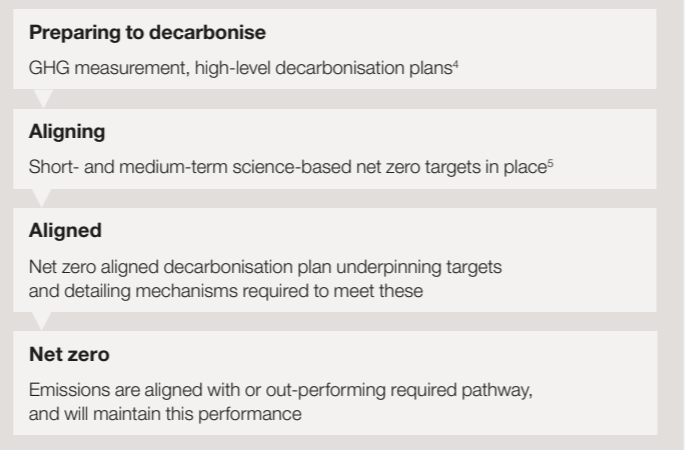 Preparing to decarbonise
GHG measurement, high-level decarbonisation plans⁴
Aligning
Short- and medium-term science-based net zero targets in place⁵
Aligned
Net zero aligned decarbonisation plan underpinning targets
and detailing mechanisms required to meet these
Net zero
Emissions are aligned with or out-performing required pathway,
and will maintain this performance